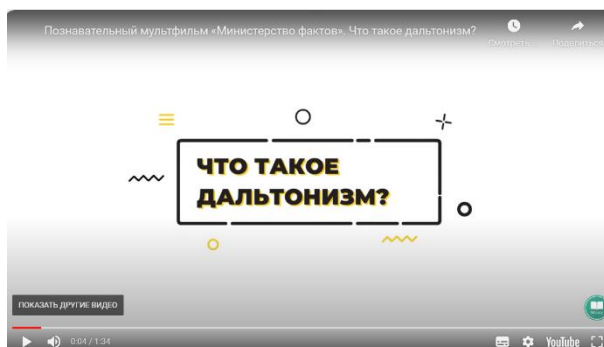 Познавательный мультфильм «Министерство фактов». Что такое дальтонизм?
Смотреть...
Поделиться
ЧТО ТАКОЕ
ДАЛЬТОНИЗМ?
ПОКАЗАТЬ ДРУГИЕ ВИДЕО
0:04 / 1:34
YouTube